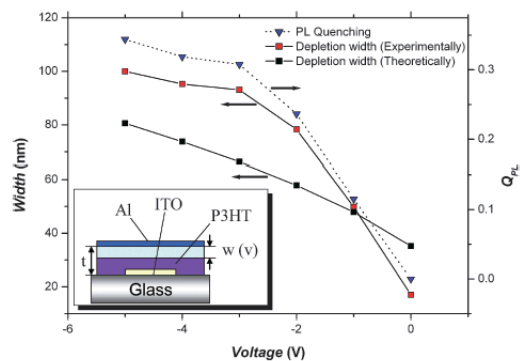 PL Quenching
Depletion width (Experimentally)
Depletion width (Theoretically)
120
100
80
60
40
20
Width (nm)
0.3
0.2
0.1
0.0
Q_PL
ITO
Al
P3HT
w (v)
t
Glass
-6
-4
-2
0
Voltage (V)